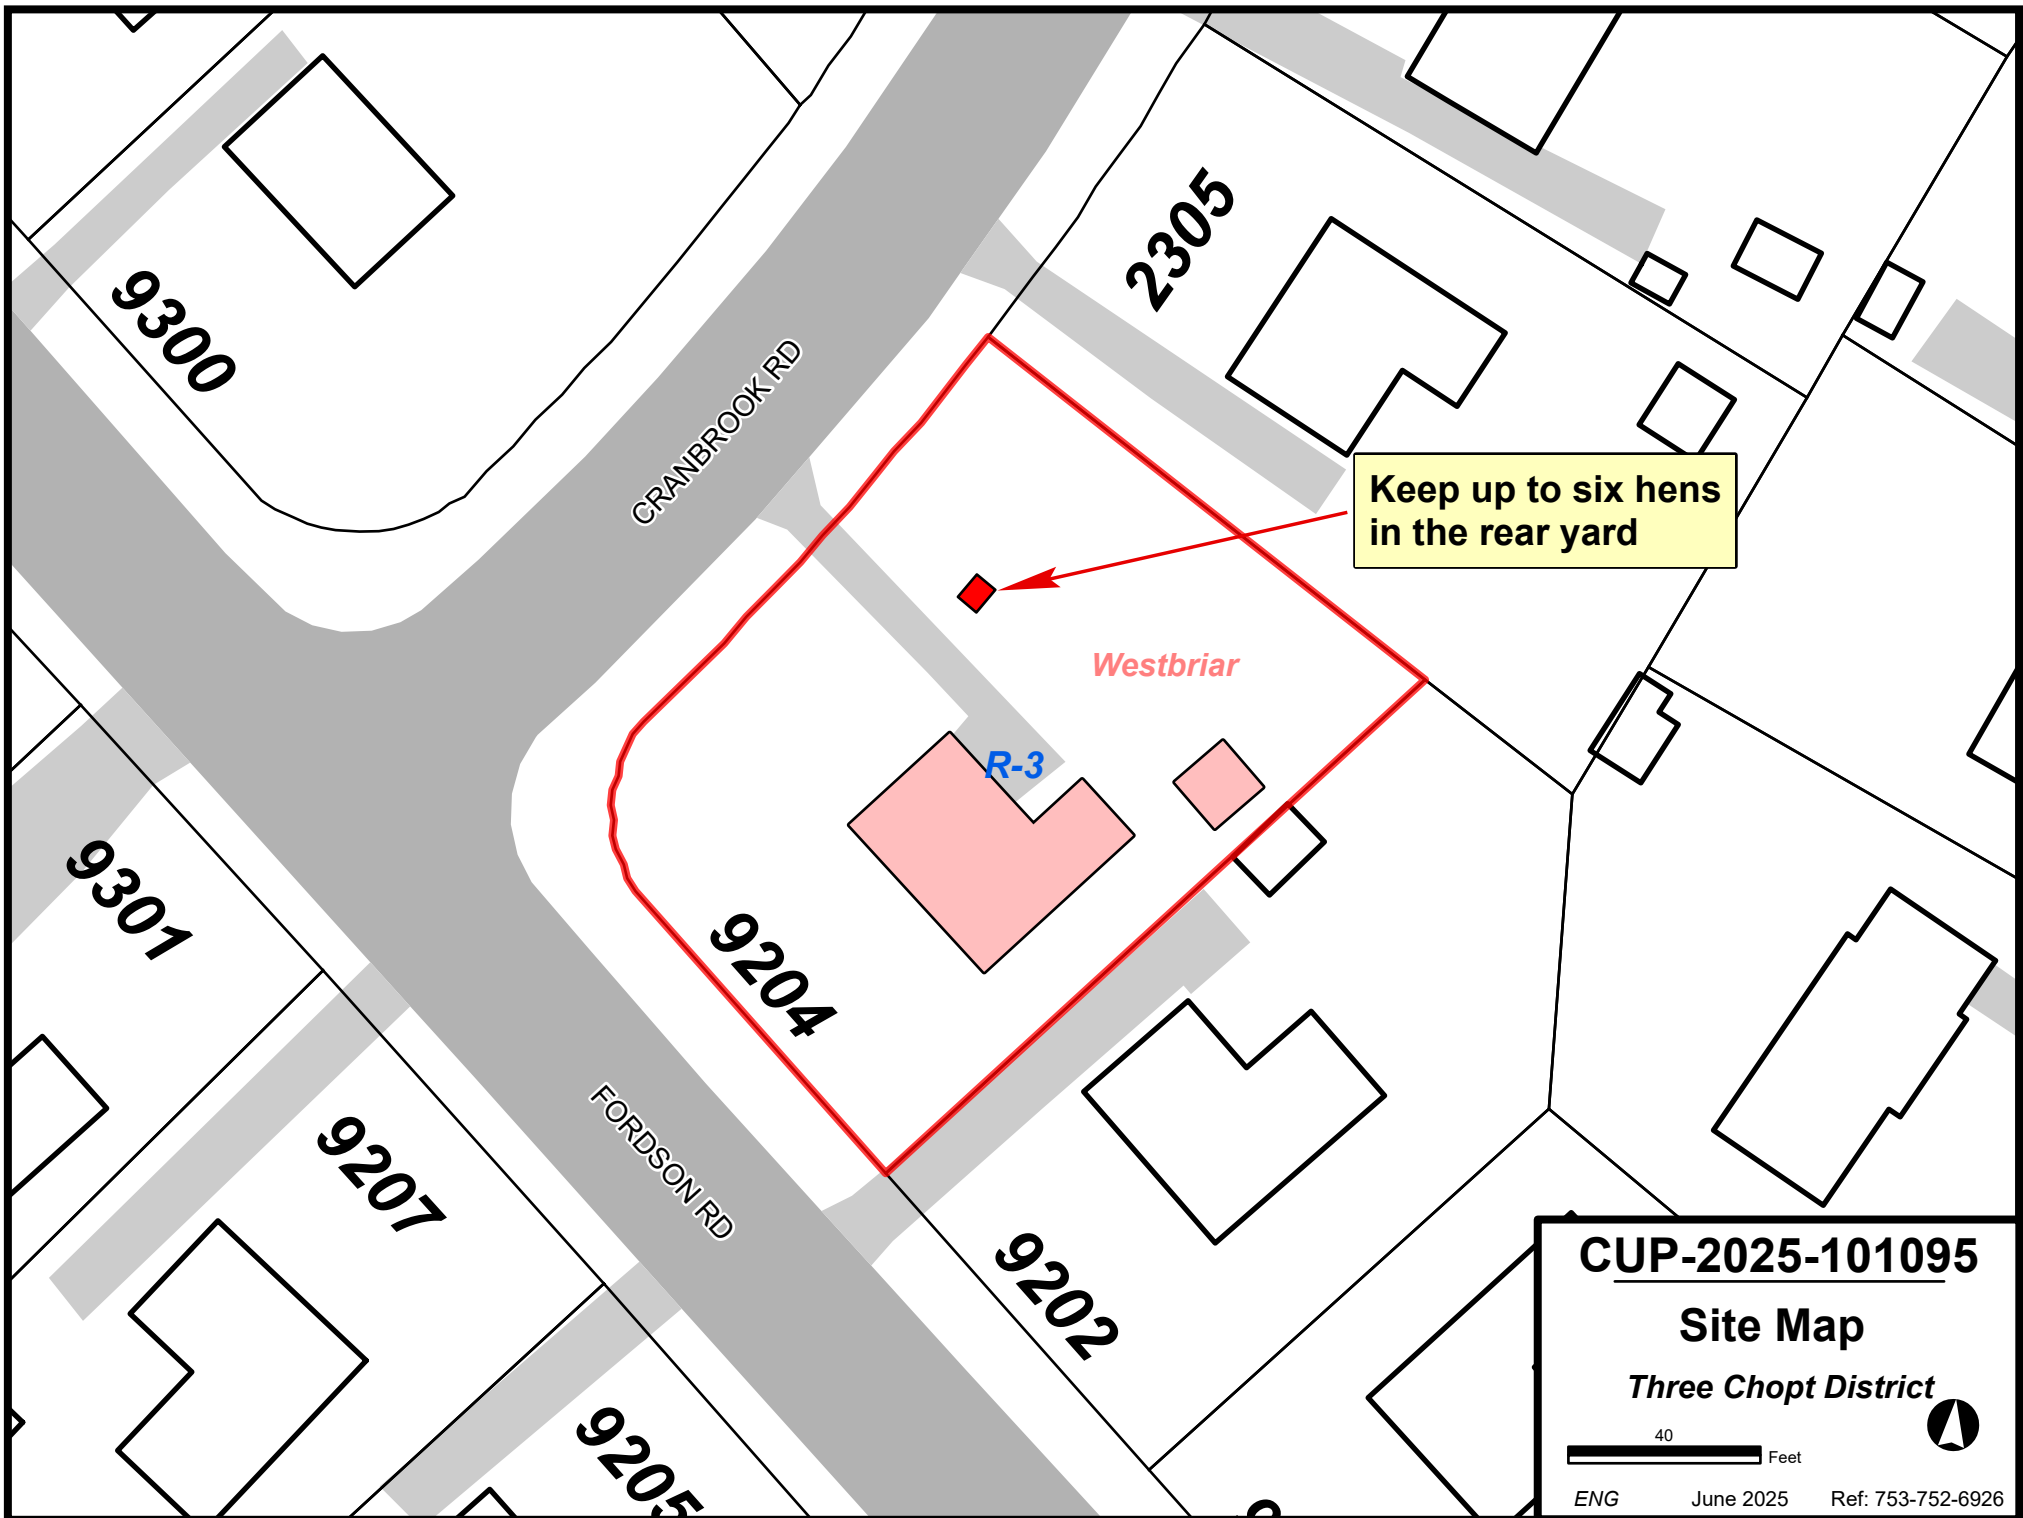 2305
9300
CRANBROOK RD
Keep up to six hens
in the rear yard
Westbriar
R-3
9301
9204
FORDSON RD
9207
9202
9205
CUP-2025-101095
Site Map
Three Chopt District
40
Feet
ENG June 2025 Ref: 753-752-6926